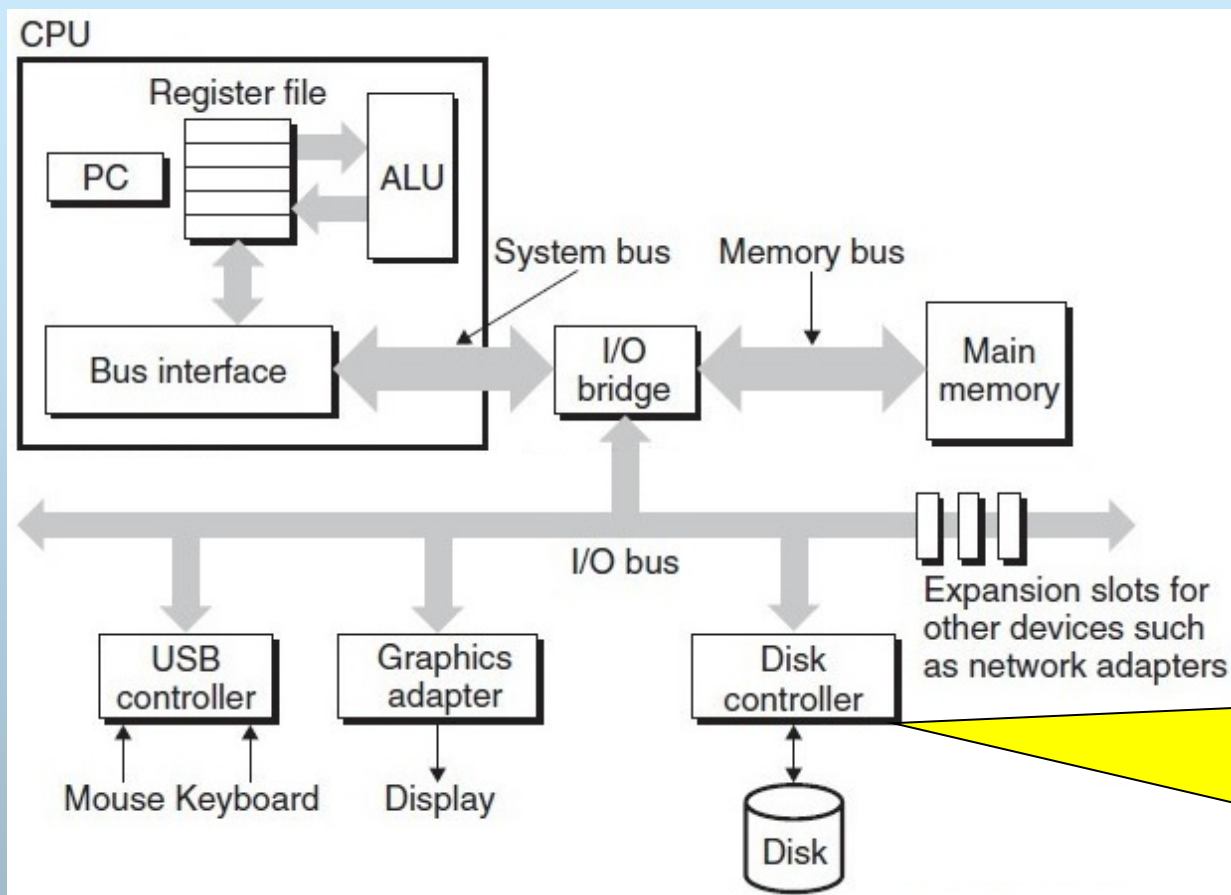 CPU
Register file
PC
ALU
System bus
Memory bus
Bus interface
I/O
bridge
Main
memory
I/O bus
Expansion slots for
other devices such
as network adapters
USB
controller
Graphics
adapter
Disk
controller
Mouse Keyboard
Display
Disk